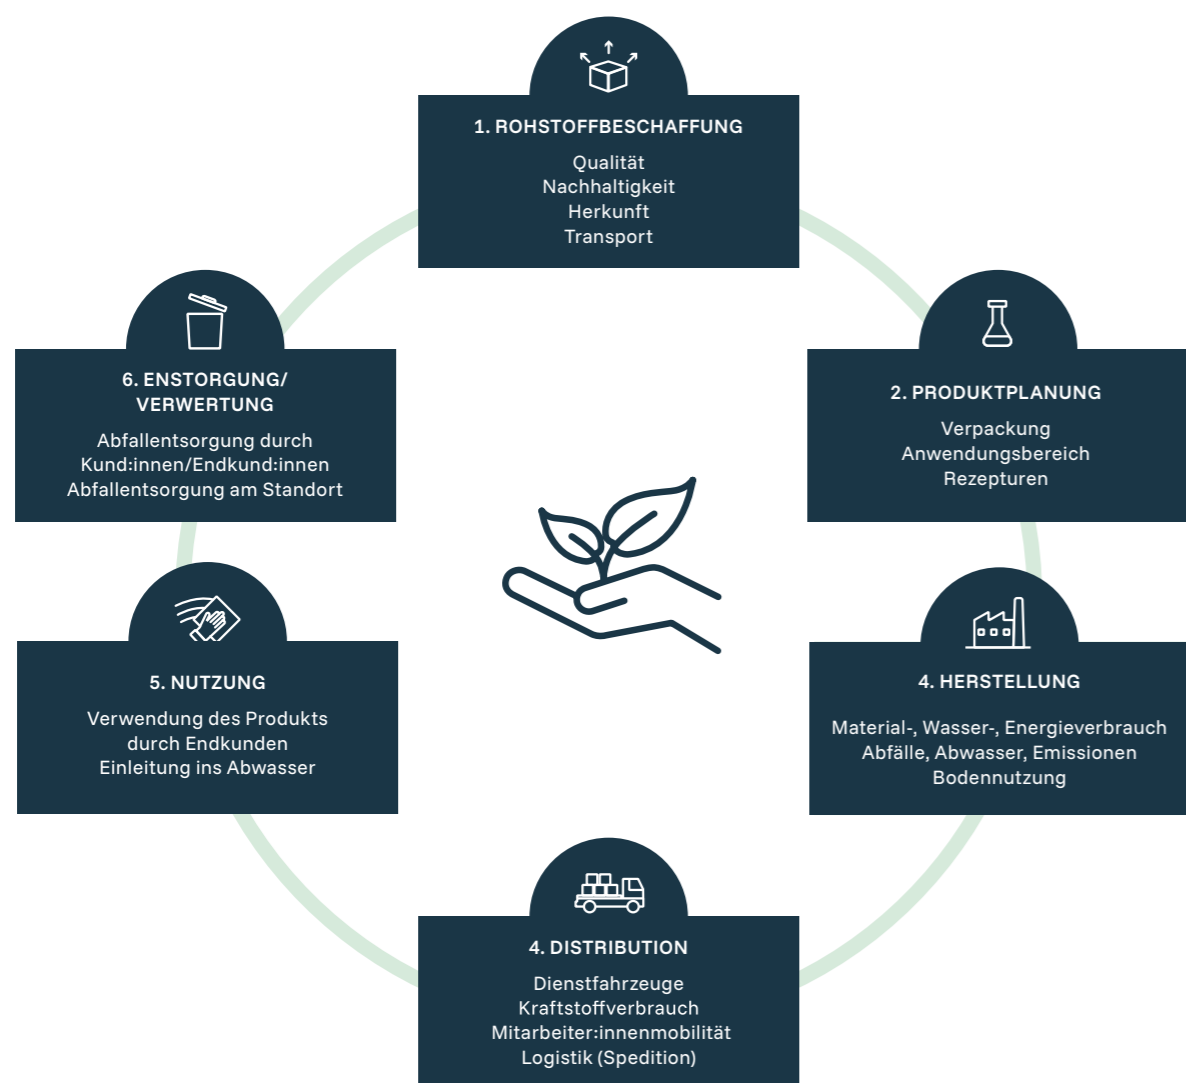 1. ROHSTOFFBESCHAFFUNG
Qualität
Nachhaltigkeit
Herkunft
Transport
2. PRODUKTPLANUNG
Verpackung
Anwendungsbereich
Rezepturen
4. HERSTELLUNG
Material-, Wasser-, Energieverbrauch
Abfälle, Abwasser, Emissionen
Bodennutzung
4. DISTRIBUTION
Dienstfahrzeuge
Kraftstoffverbrauch
Mitarbeiter:innenmobilität
Logistik (Spedition)
5. NUTZUNG
Verwendung des Produkts
durch Endkunden
Einleitung ins Abwasser
6. ENSTORGUNG/
VERWERTUNG
Abfallentsorgung durch
Kund:innen/Endkund:innen
Abfallentsorgung am Standort